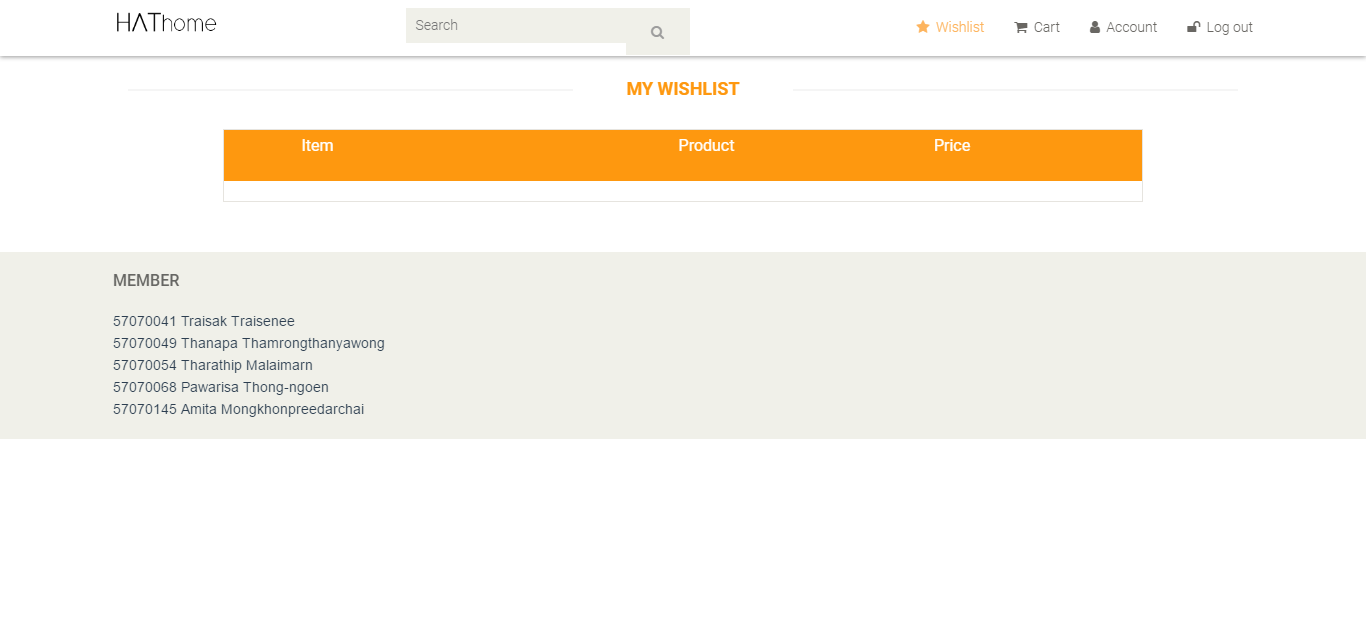 HAThome
Search
Wishlist Cart Account Log out
MY WISHLIST
Item Product Price
MEMBER
57070041 Traisak Traisenee
57070049 Thanapa Thamrongthanyawong
57070054 Tharathip Malaimarn
57070068 Pawarisa Thong-ngoen
57070145 Amita Mongkhonpreedarchai